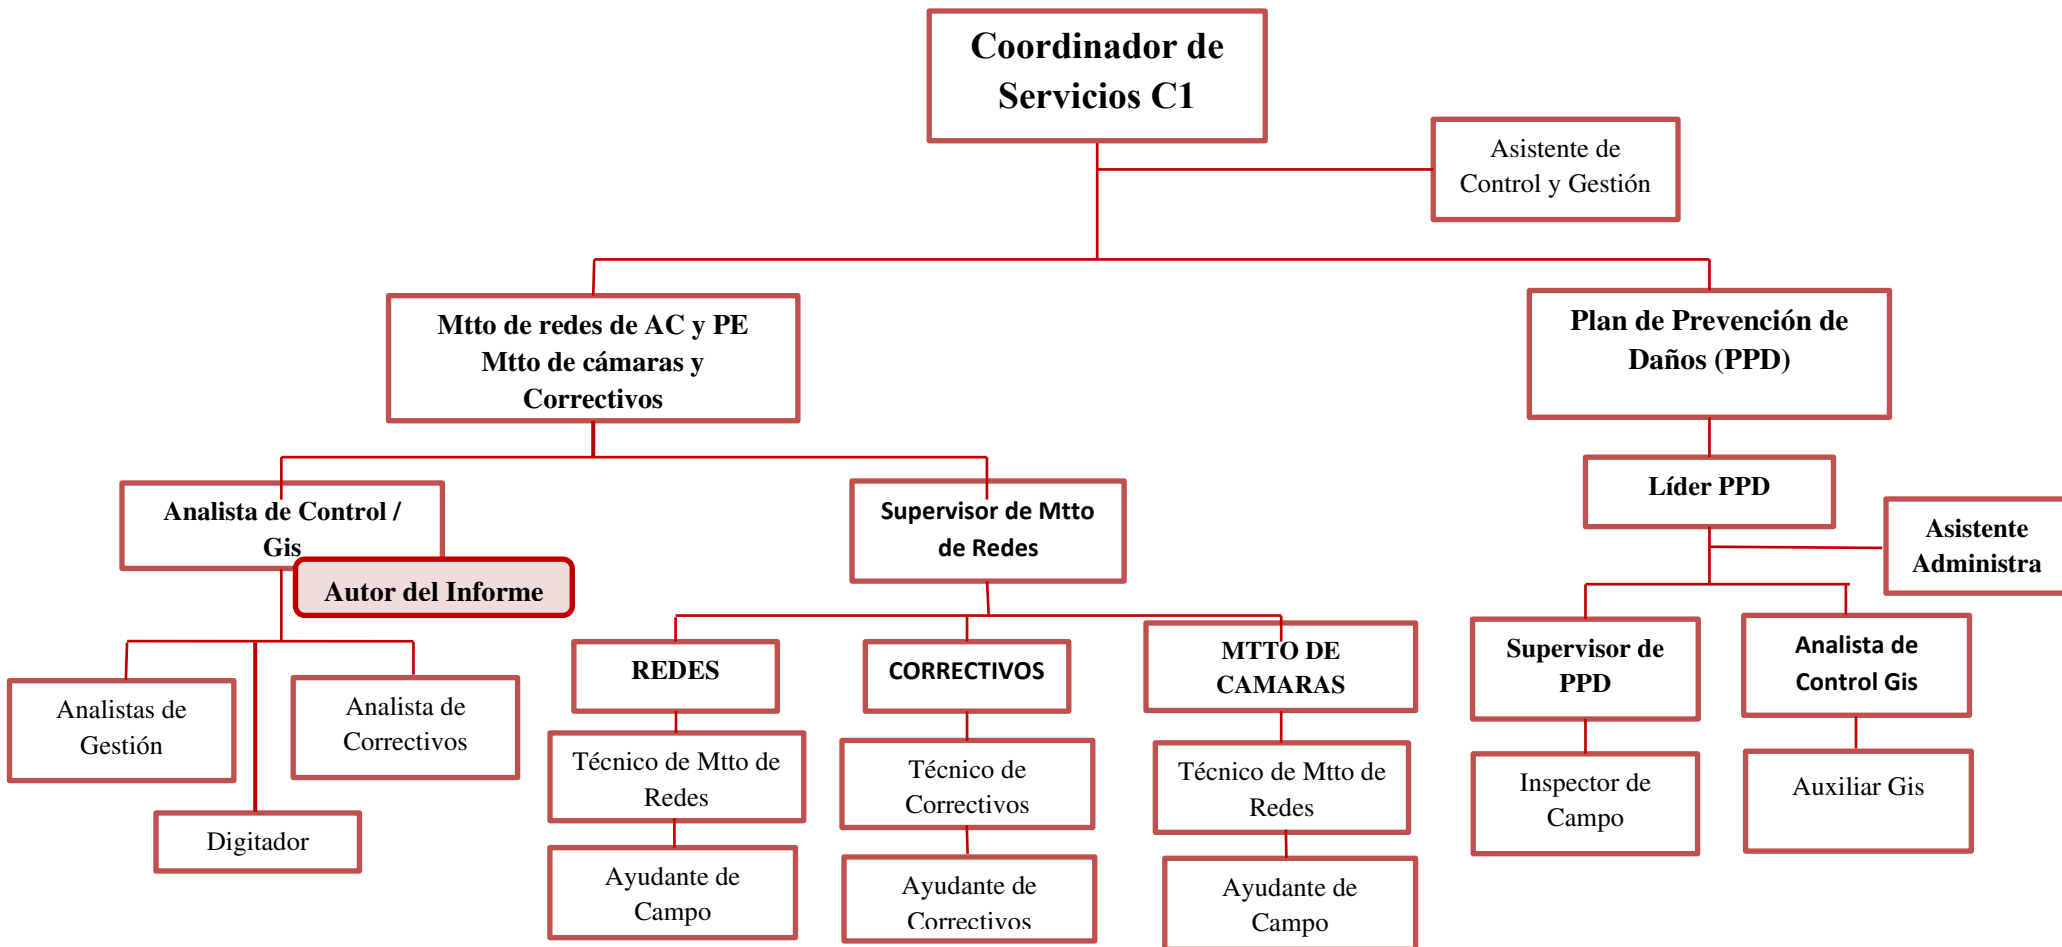 Coordinador de
Servicios C1
Asistente de
Control y Gestión
Mtto de redes de AC y PE
Mtto de cámaras y
Correctivos
Plan de Prevención de
Daños (PPD)
Analista de Control /
Gis
Autor del Informe
Supervisor de Mtto
de Redes
Líder PPD
Asistente
Administra
Analistas de
Gestión
Analista de
Correctivos
Digitador
REDES
CORRECTIVOS
MTTO DE
CAMARAS
Supervisor de
PPD
Analista de
Control Gis
Técnico de Mtto de
Redes
Técnico de
Correctivos
Técnico de Mtto de
Redes
Inspector de
Campo
Auxiliar Gis
Ayudante de
Campo
Ayudante de
Correctivos
Ayudante de
Campo